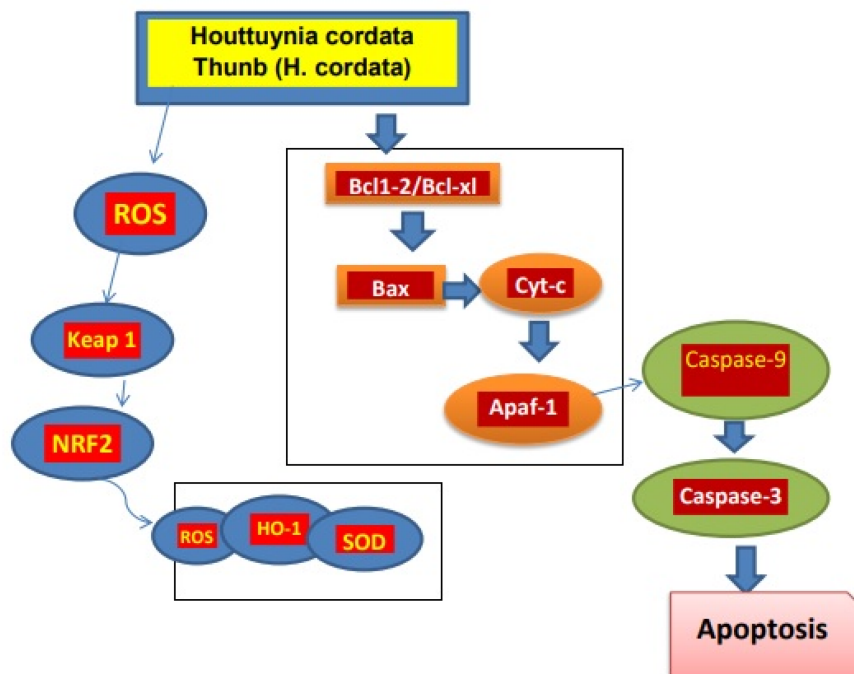 Houttuynia cordata
Thunb (H. cordata)
ROS
Keap 1
NRF2
ROS
HO-1
SOD
Bcl1-2/Bcl-xl
Bax
Cyt-c
Apaf-1
Caspase-9
Caspase-3
Apoptosis